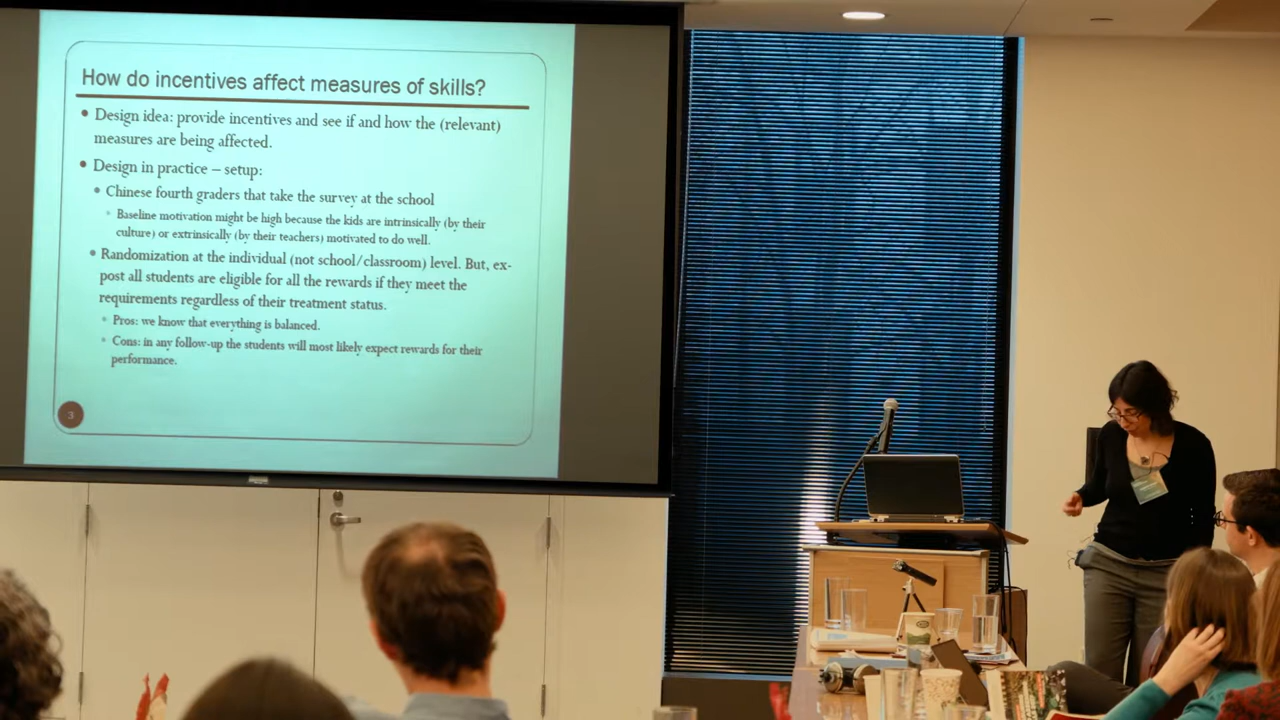 How do incentives affect measures of skills?
• Design idea: provide incentives and see if and how the (relevant)
measures are being affected.
• Design in practice – setup:
• Chinese fourth graders that take the survey at the school
• Baseline motivation might be high because the kids are intrinsically (by their
culture) or extrinsically (by their teachers) motivated to do well.
• Randomization at the individual (not school/classroom) level. But, ex-
post all students are eligible for all the rewards if they meet the
requirements regardless of their treatment status.
• Pros: we know that everything is balanced.
• Cons: in any follow-up the students will most likely expect rewards for their
performance.
3